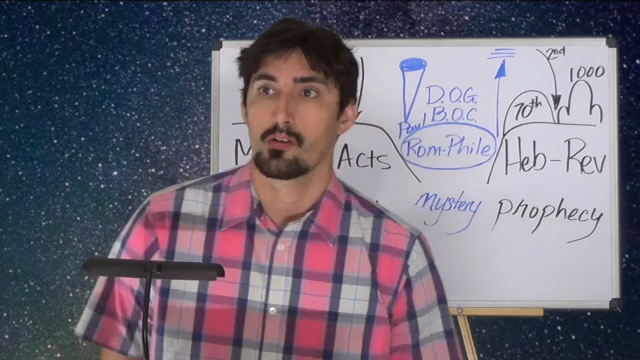 2nd
1000
D.O.G.
B.O.C.
70th
Paul
M
Acts
Rom-Phile
Heb-Rev
mystery
prophecy